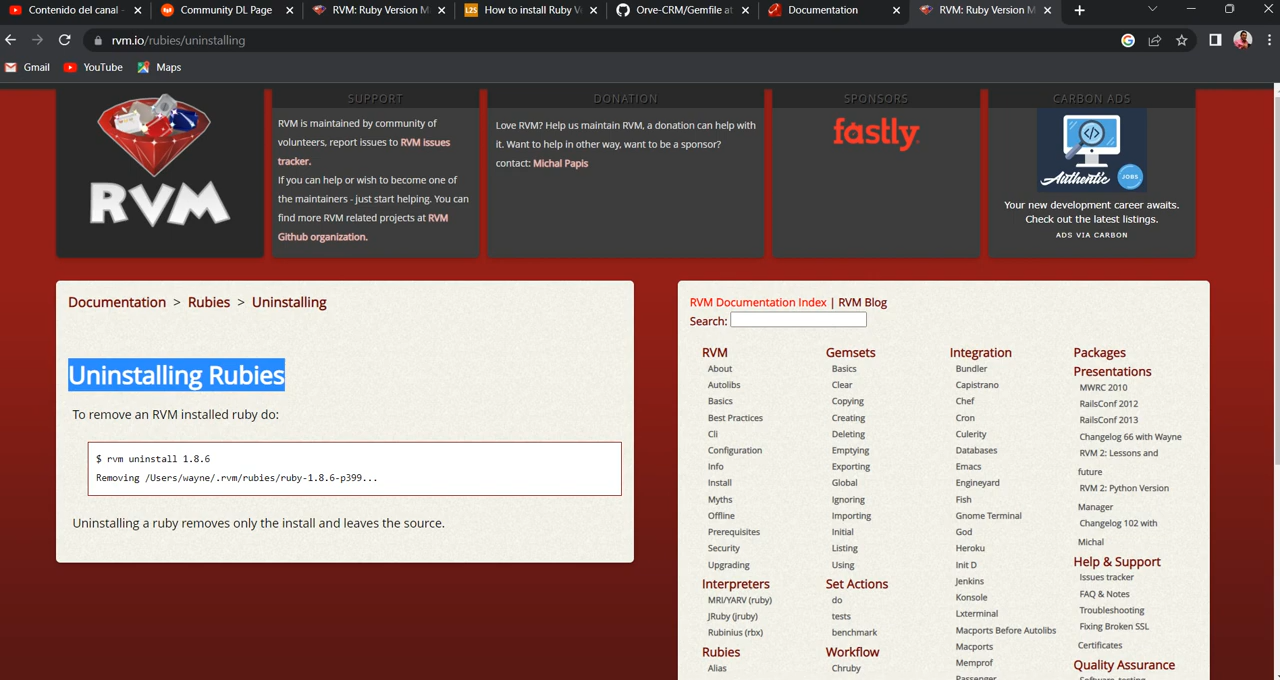 Contenido del canal -
Community DL Page
RVM: Ruby Version M
How to install Ruby V
Orve-CRM/Gemfile at
Documentation
RVM: Ruby Version M
rvm.io/rubies/uninstalling
Gmail
YouTube
Maps
RVM
SUPPORT
RVM is maintained by community of
volunteers, report issues to RVM issues
tracker.
If you can help or wish to become one of
the maintainers - just start helping. You can
find more RVM related projects at RVM
Github organization.
DONATION
Love RVM? Help us maintain RVM, a donation can help with
it. Want to help in other way, want to be a sponsor?
contact: Michal Papis
SPONSORS
fastly
CARBON ADS
Authentic JOBS
Your new development career awaits.
Check out the latest listings.
ADS VIA CARBON
Documentation > Rubies > Uninstalling
Uninstalling Rubies
To remove an RVM installed ruby do:
$ rvm uninstall 1.8.6
Removing /Users/wayne/.rvm/rubies/ruby-1.8.6-p399...
Uninstalling a ruby removes only the install and leaves the source.
RVM Documentation Index | RVM Blog
Search:
RVM
About
Autolibs
Basics
Best Practices
Cli
Configuration
Info
Install
Myths
Offline
Prerequisites
Security
Upgrading
Interpreters
MRI/YARV (ruby)
JRuby (jruby)
Rubinius (rbx)
Rubies
Alias
Gemsets
Basics
Clear
Copying
Creating
Deleting
Emptying
Exporting
Global
Ignoring
Importing
Initial
Listing
Using
Set Actions
do
tests
benchmark
Workflow
Chruby
Integration
Bundler
Capistrano
Chef
Cron
Culerity
Databases
Emacs
Engineyard
Fish
Gnome Terminal
God
Heroku
Init D
Jenkins
Konsole
Lxterminal
Macports Before Autolibs
Macports
Memprof
Passenger
Packages
Presentations
MWRC 2010
RailsConf 2012
RailsConf 2013
Changelog 66 with Wayne
RVM 2: Lessons and
future
RVM 2: Python Version
Manager
Changelog 102 with
Michal
Help & Support
Issues tracker
FAQ & Notes
Troubleshooting
Fixing Broken SSL
Certificates
Quality Assurance
Software-testing